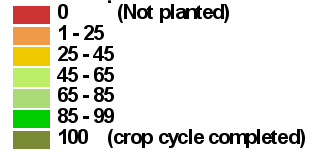 0 (Not planted)
1 - 25
25 - 45
45 - 65
65 - 85
85 - 99
100 (crop cycle completed)